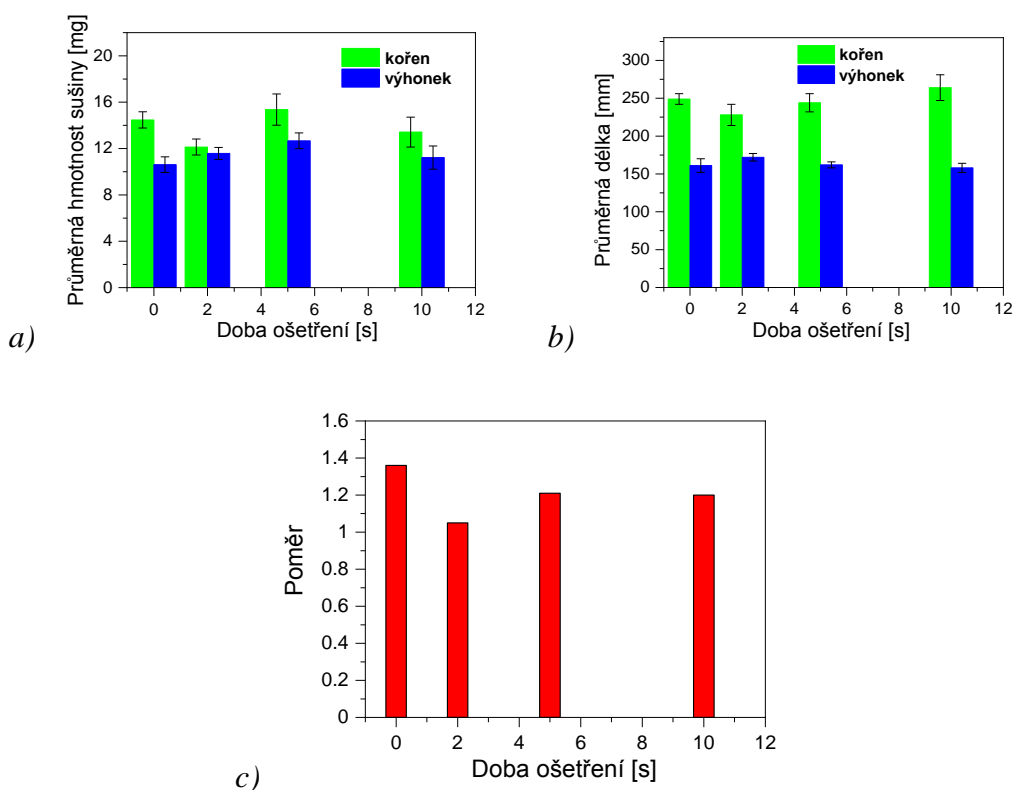 Průměrná hmotnost sušiny [mg]
20
16
12
8
4
0
kořen
výhonek
0 2 4 6 8 10 12
Doba ošetření [s]
a)
Průměrná délka [mm]
300
250
200
150
100
50
0
kořen
výhonek
0 2 4 6 8 10 12
Doba ošetření [s]
b)
Poměr
1.6
1.4
1.2
1
0.8
0.6
0.4
0.2
0
0 2 4 6 8 10 12
Doba ošetření [s]
c)